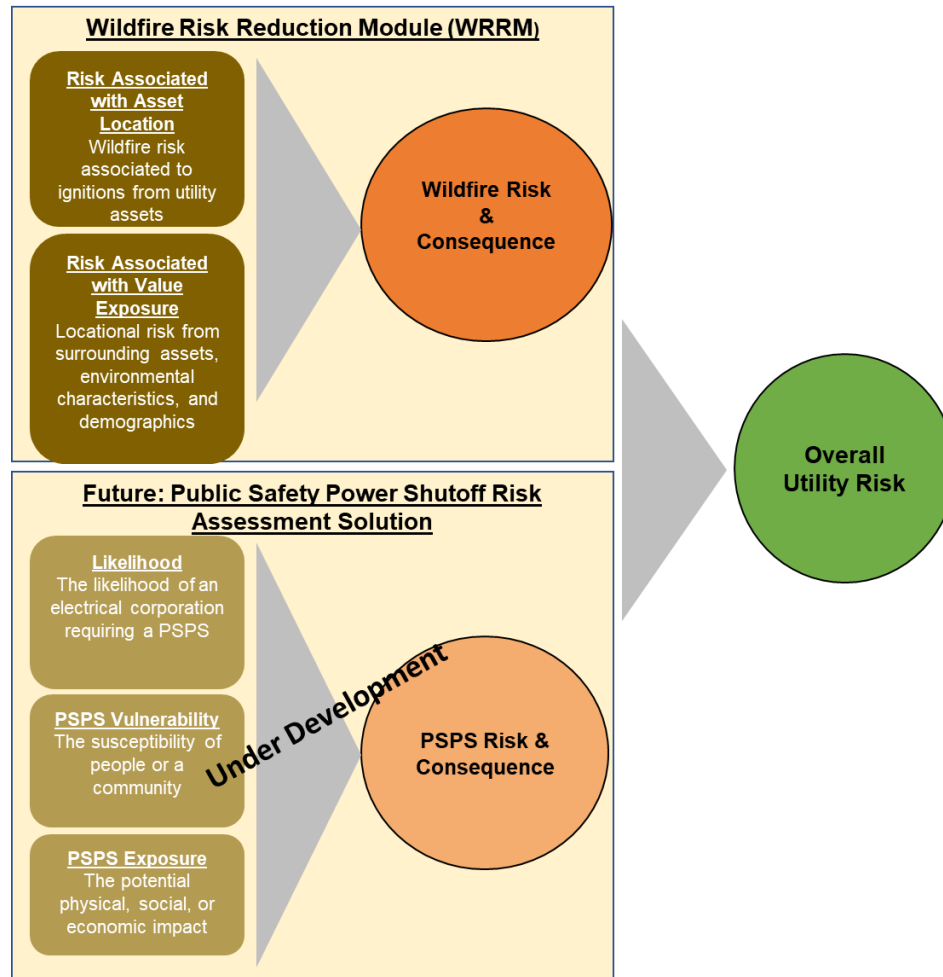 Wildfire Risk Reduction Module (WRRM)
Risk Associated
with Asset
Location
Wildfire risk
associated to
ignitions from utility
assets
Risk Associated
with Value
Exposure
Locational risk from
surrounding assets,
environmental
characteristics, and
demographics
Wildfire Risk
&
Consequence
Future: Public Safety Power Shutoff Risk
Assessment Solution
Likelihood
The likelihood of an
electrical corporation
requiring a PSPS
PSPS Vulnerability
The susceptibility of
people or a
community
PSPS Exposure
The potential
physical, social, or
economic impact
Under Development
PSPS Risk &
Consequence
Overall
Utility Risk